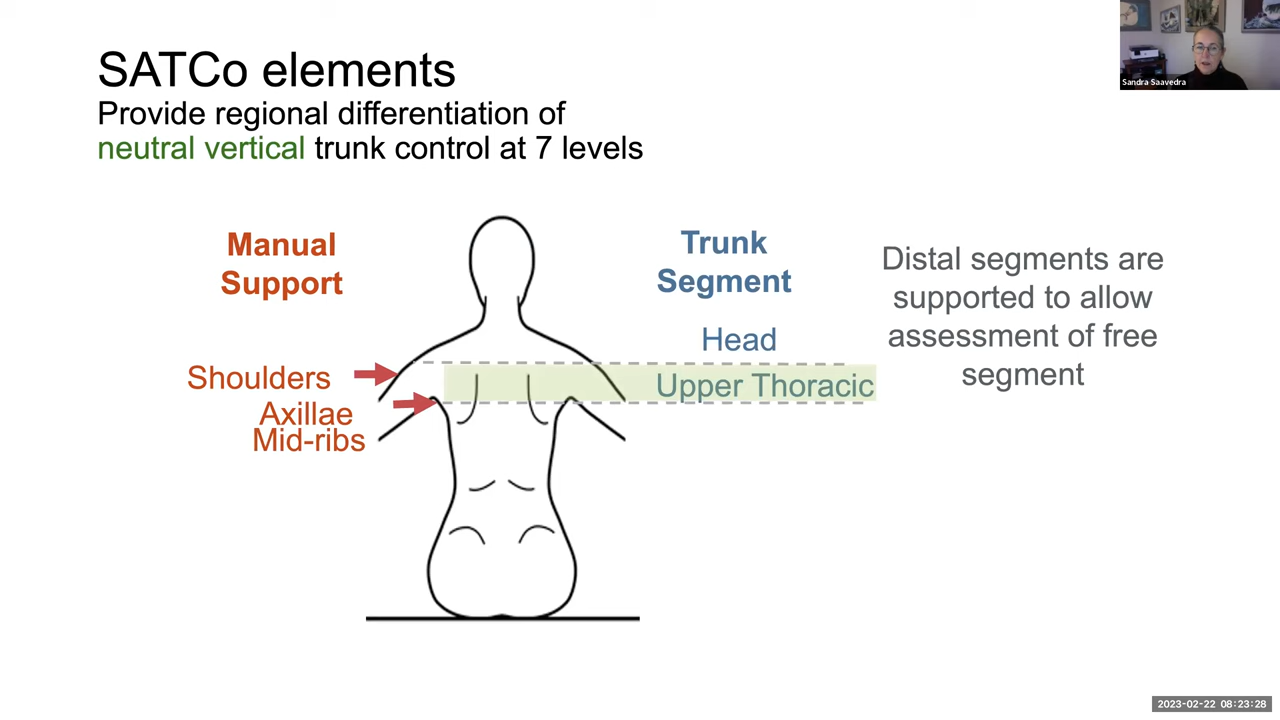 SATCo elements
Provide regional differentiation of
neutral vertical trunk control at 7 levels
Manual
Support
Shoulders
Axillae
Mid-ribs
Trunk
Segment
Head
Upper Thoracic
Distal segments are
supported to allow
assessment of free
segment
Sandra Saavedra
2023-02-22 08:23:28